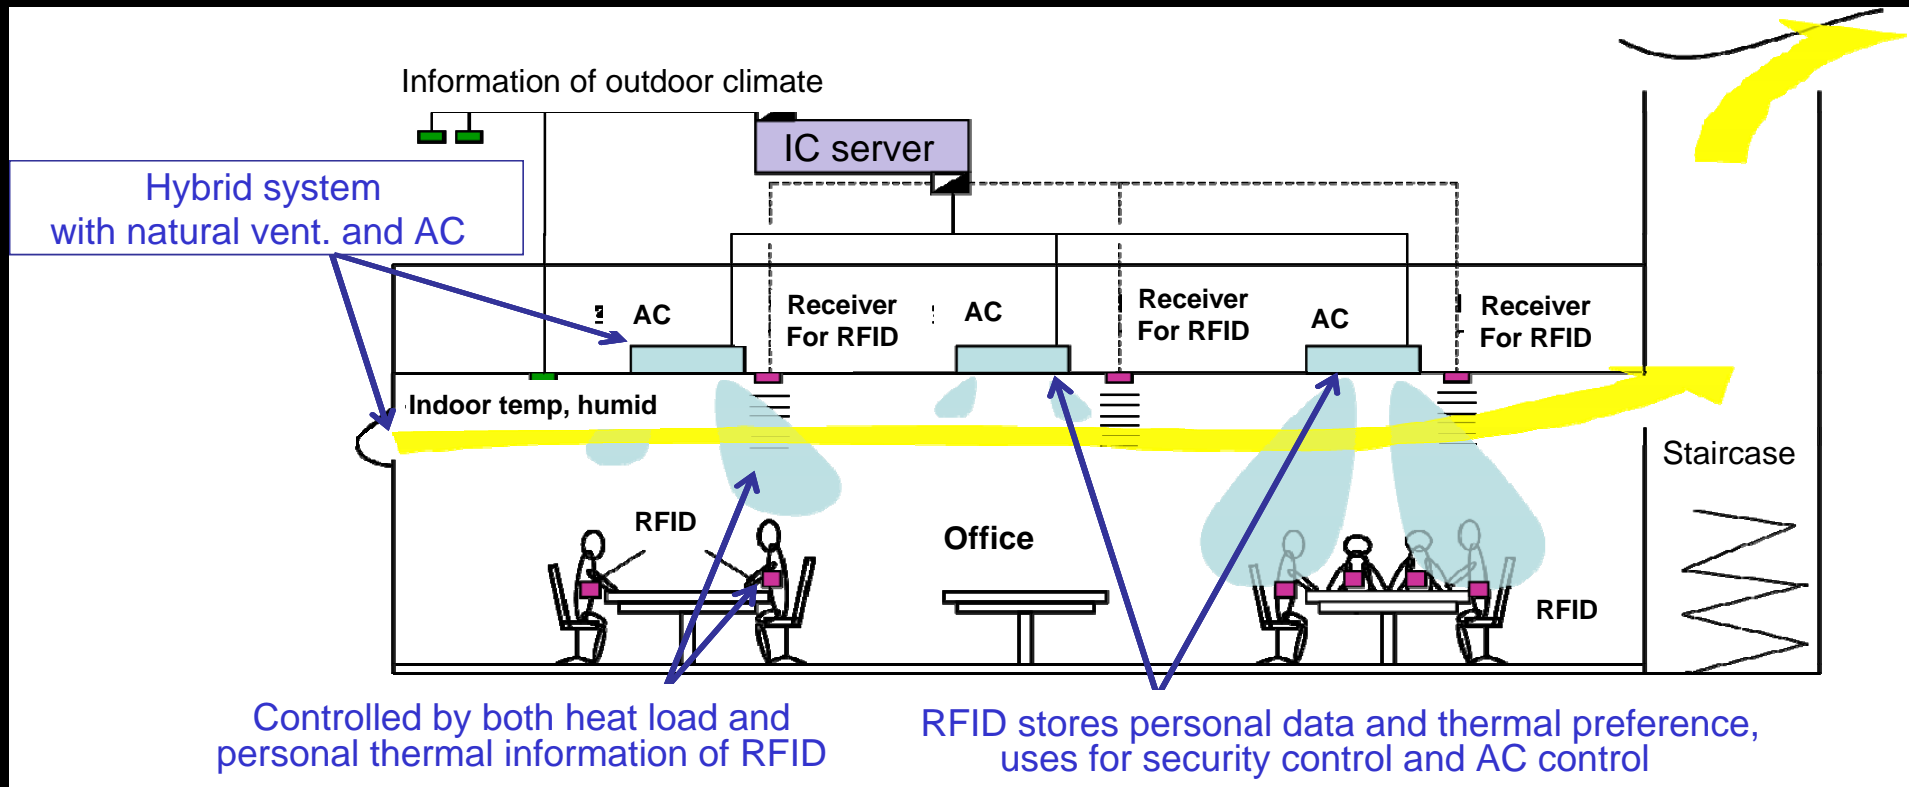 Information of outdoor climate
IC server
Hybrid system
with natural vent. and AC
AC
Receiver
For RFID
AC
Receiver
For RFID
AC
Receiver
For RFID
Indoor temp, humid
Staircase
RFID
Office
RFID
Controlled by both heat load and
personal thermal information of RFID
RFID stores personal data and thermal preference,
uses for security control and AC control